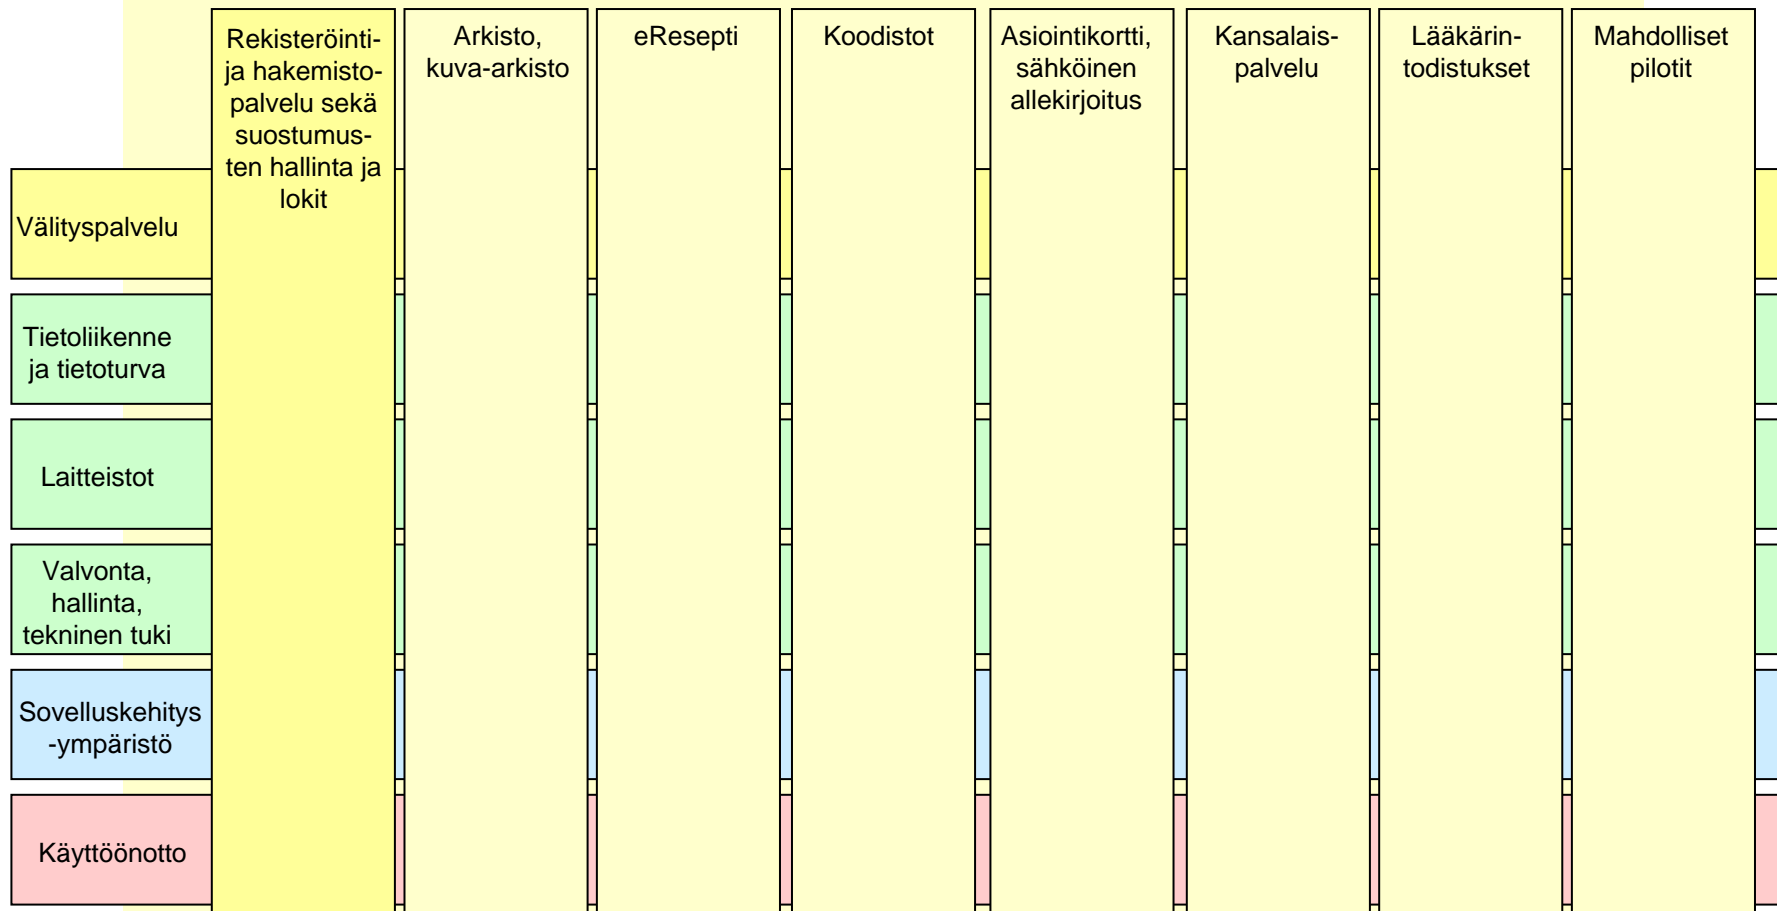 Rekisteröinti-
ja hakemisto-
palvelu sekä
suostumus-
ten hallinta ja
lokit
Arkisto,
kuva-arkisto
eResepti
Koodistot
Asiointikortti,
sähköinen
allekirjoitus
Kansalais-
palvelu
Lääkärin-
todistukset
Mahdolliset
pilotit
Välityspalvelu
Tietoliikenne
ja tietoturva
Laitteistot
Valvonta,
hallinta,
tekninen tuki
Sovelluskehitys
-ympäristö
Käyttöönotto